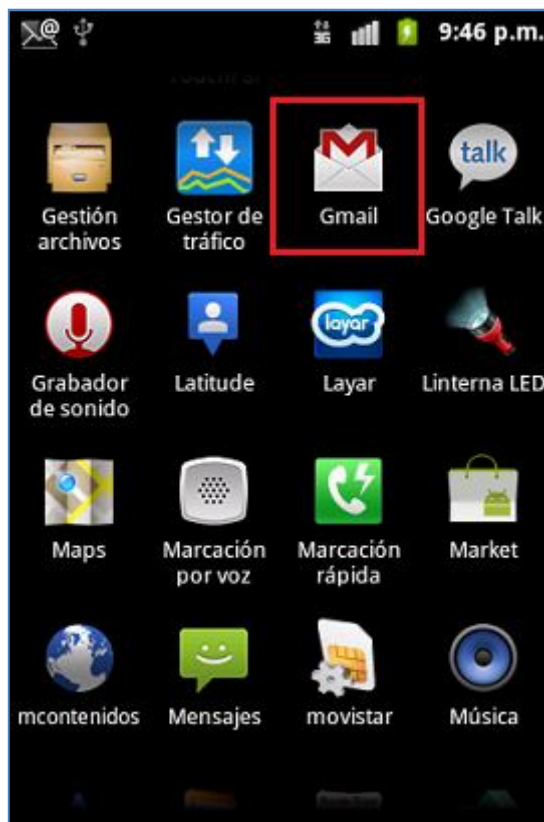 3G 9:46 p.m.
talk
Gestión archivos
Gestor de tráfico
Gmail
Google Talk
layar
Grabador de sonido
Latitude
Layar
Linterna LED
Maps
Marcación por voz
Marcación rápida
Market
mcontenidos
Mensajes
movistar
Música